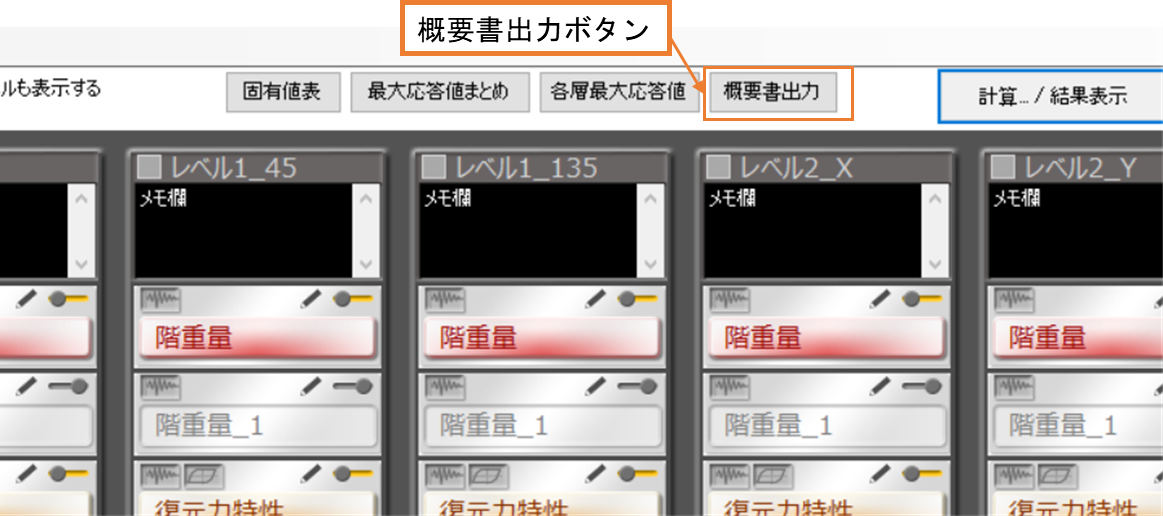 概要書出力ボタン
ルも表示する
固有値表
最大応答値まとめ
各層最大応答値
概要書出力
計算... / 結果表示
レベル1_45
レベル1_135
レベル2_X
レベル2_Y
メモ欄
メモ欄
メモ欄
メモ欄
階重量
階重量
階重量
階重量
階重量_1
階重量_1
階重量_1
階重量_1
復元力特性
復元力特性
復元力特性
復元力特性